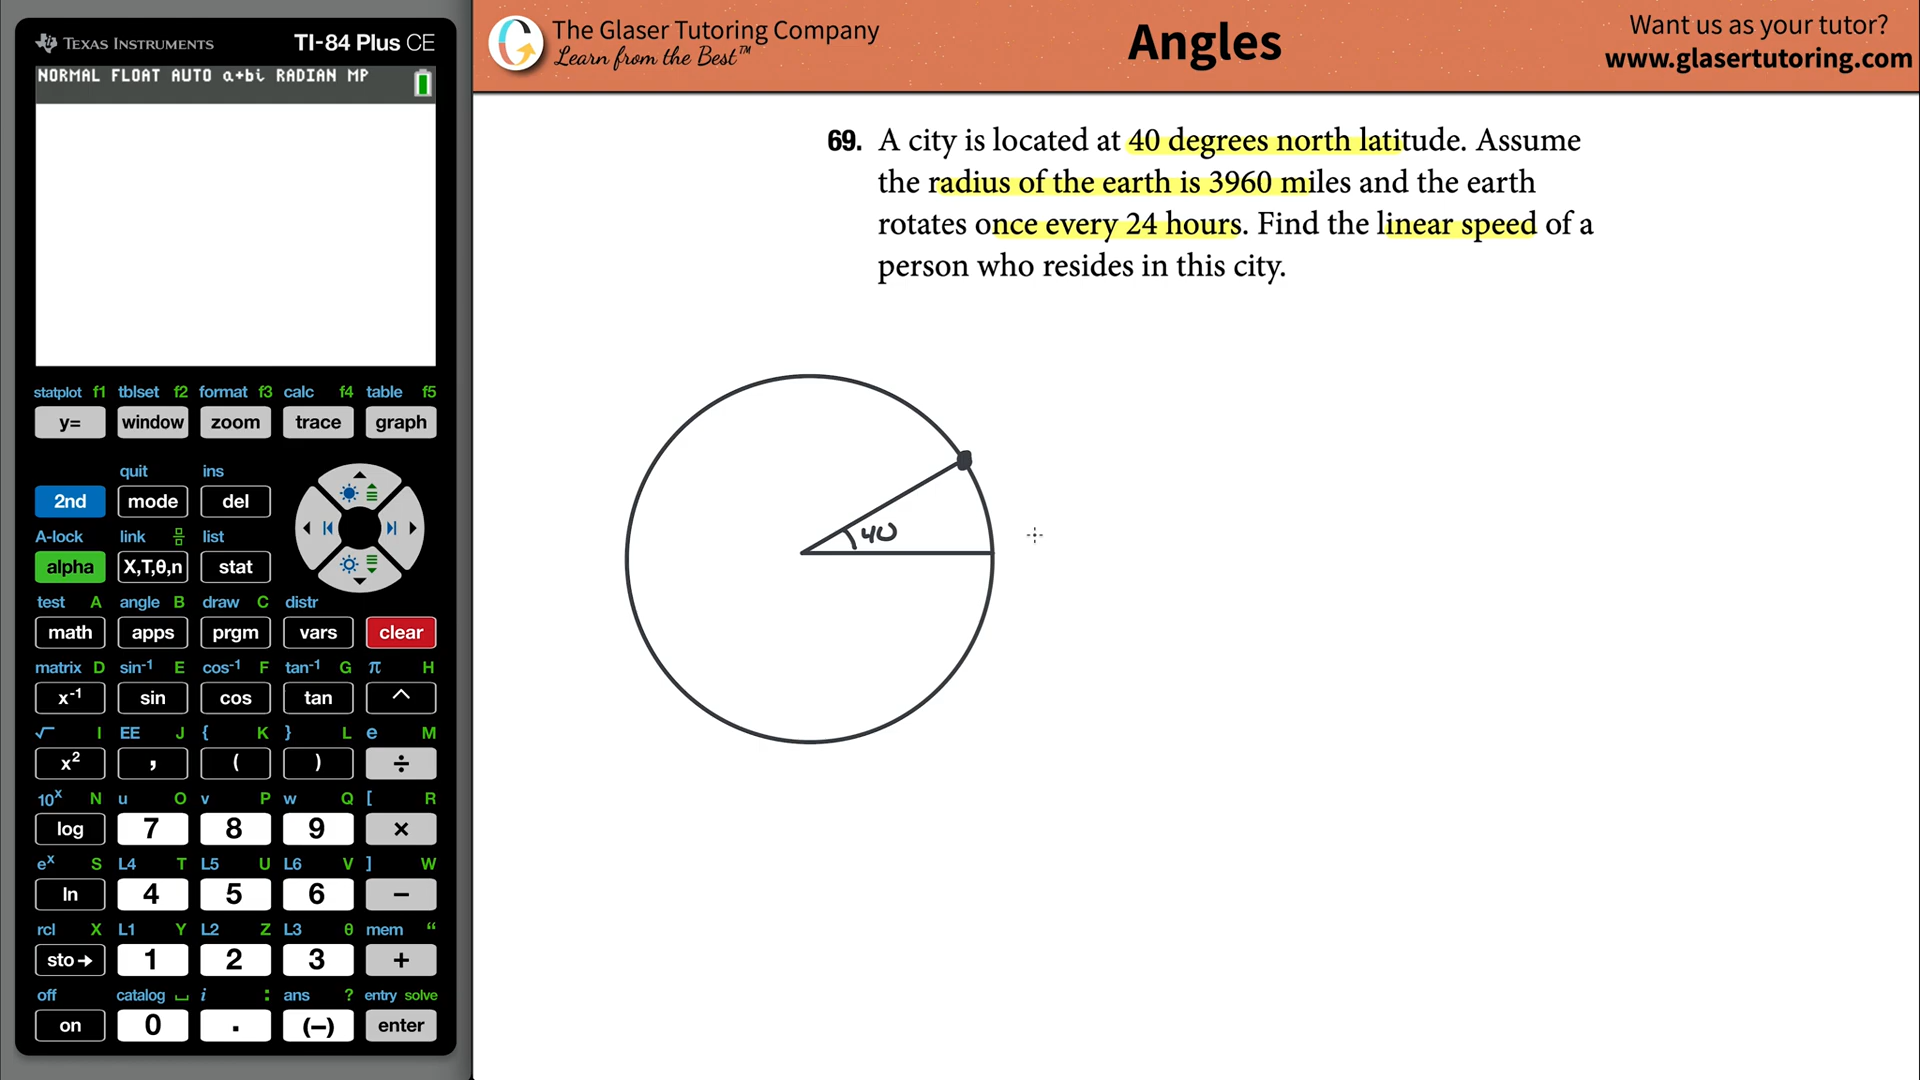 TEXAS INSTRUMENTS TI-84 Plus CE
NORMAL FLOAT AUTO a+bi RADIAN MP
statplot f1 tblset f2 format f3 calc f4 table f5
y= window zoom trace graph
quit ins
2nd mode del
A-lock link list
alpha X,T,θ,n stat
test A angle B draw C distr
math apps prgm vars clear
matrix D sin-1 E cos-1 F tan-1 G π H
x-1 sin cos tan ^
√ I EE J { K } L e M
x² , ( ) ÷
10x N u O v P w Q [ R
log 7 8 9 ×
ex S L4 T L5 U L6 V ] W
ln 4 5 6 −
rcl X L1 Y L2 Z L3 θ mem “
sto→ 1 2 3 +
off catalog ⎵ i : ans ? entry solve
on 0 . (−) enter
The Glaser Tutoring Company
Learn from the Best™
Angles
Want us as your tutor?
www.glasertutoring.com
69. A city is located at 40 degrees north latitude. Assume
the radius of the earth is 3960 miles and the earth
rotates once every 24 hours. Find the linear speed of a
person who resides in this city.
40